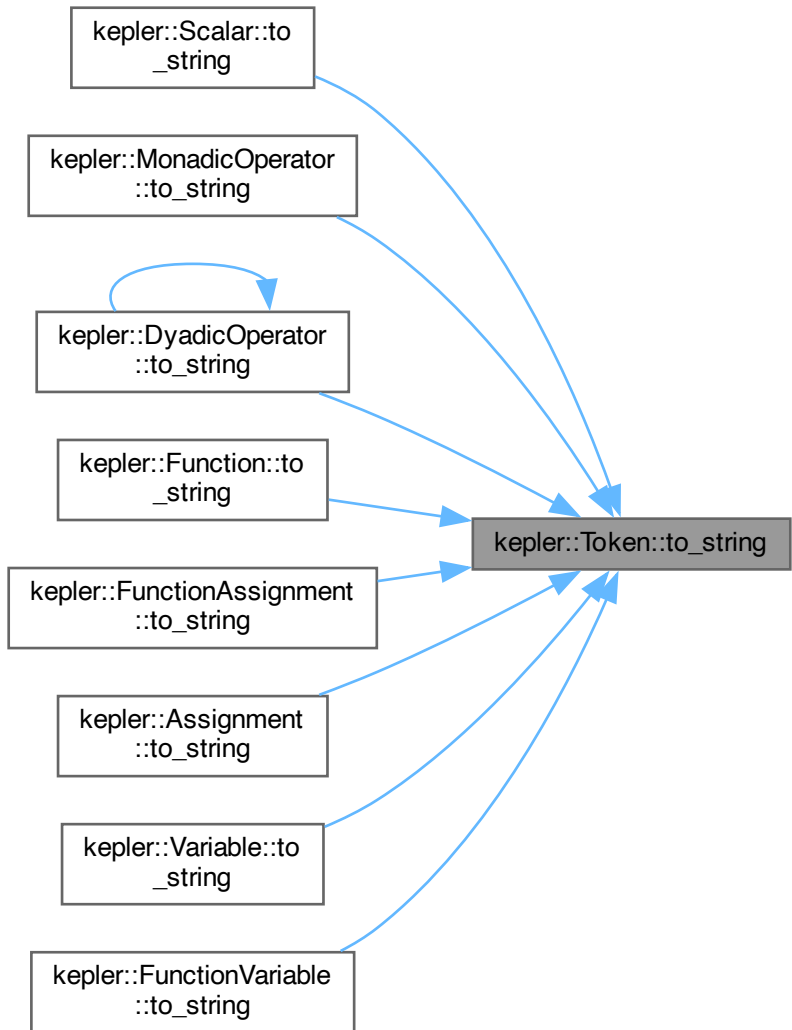 kepler::Scalar::to
_string
kepler::MonadicOperator
::to_string
kepler::DyadicOperator
::to_string
kepler::Function::to
_string
kepler::Token::to_string
kepler::FunctionAssignment
::to_string
kepler::Assignment
::to_string
kepler::Variable::to
_string
kepler::FunctionVariable
::to_string